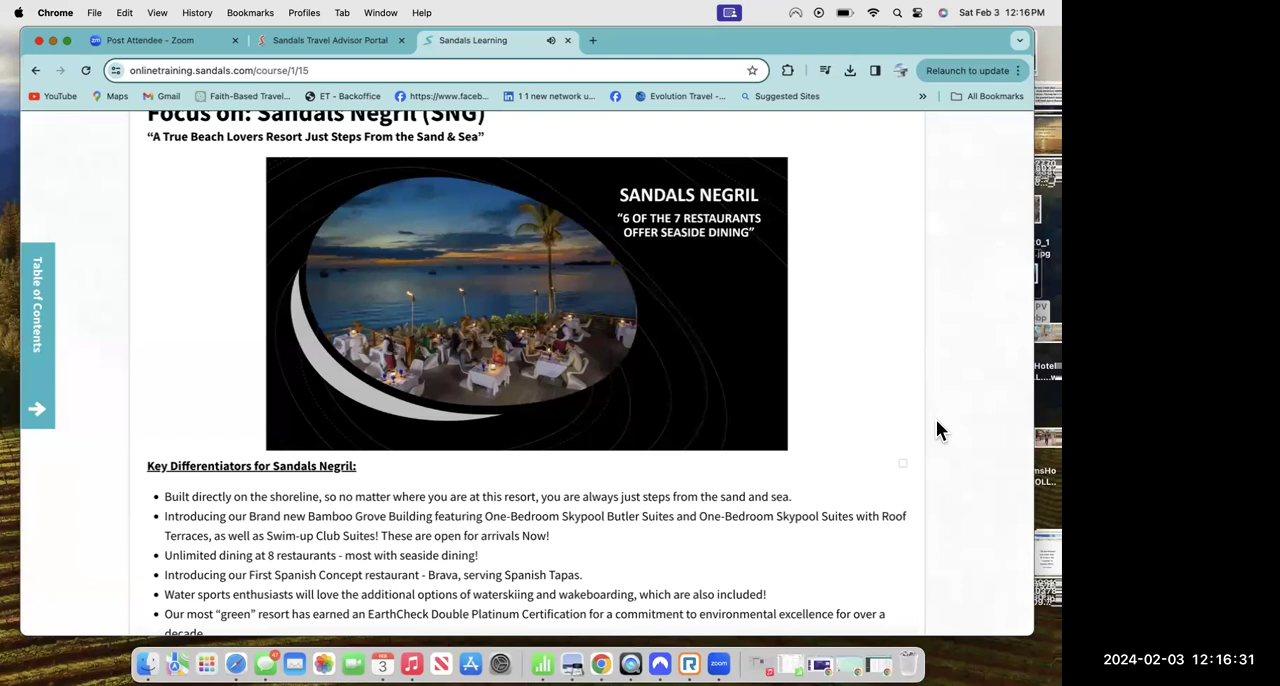 Chrome File Edit View History Bookmarks Profiles Tab Window Help Sat Feb 3 12:16 PM
Post Attendee - Zoom Sandals Travel Advisor Portal Sandals Learning
onlinetraining.sandals.com/course/1/15 Relaunch to update
YouTube Maps Gmail Faith-Based Travel... ET - Backoffice https://www.faceb... 1 1 new network u... Evolution Travel -... Suggested Sites » All Bookmarks
Focus on: Sandals Negril (SNG)
“A True Beach Lovers Resort Just Steps From the Sand & Sea”
SANDALS NEGRIL
“6 OF THE 7 RESTAURANTS
OFFER SEASIDE DINING”
Table of Contents
Key Differentiators for Sandals Negril:
• Built directly on the shoreline, so no matter where you are at this resort, you are always just steps from the sand and sea.
• Introducing our Brand new Bamboo Grove Building featuring One-Bedroom Skypool Butler Suites and One-Bedroom Skypool Suites with Roof
Terraces, as well as Swim-up Club Suites! These are open for arrivals Now!
• Unlimited dining at 8 restaurants - most with seaside dining!
• Introducing our First Spanish Concept restaurant - Brava, serving Spanish Tapas.
• Water sports enthusiasts will love the additional options of waterskiing and wakeboarding, which are also included!
• Our most “green” resort has earned an EarthCheck Double Platinum Certification for a commitment to environmental excellence for over a
decade
.jpg
Hotel
zoom
2024-02-03 12:16:31